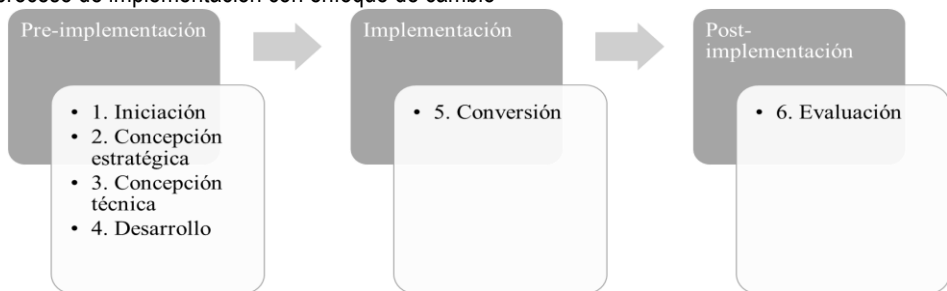 proceso de implementación con enfoque de cambio
Pre-implementación
• 1. Iniciación
• 2. Concepción
estratégica
• 3. Concepción
técnica
• 4. Desarrollo
Implementación
• 5. Conversión
Post-
implementación
• 6. Evaluación